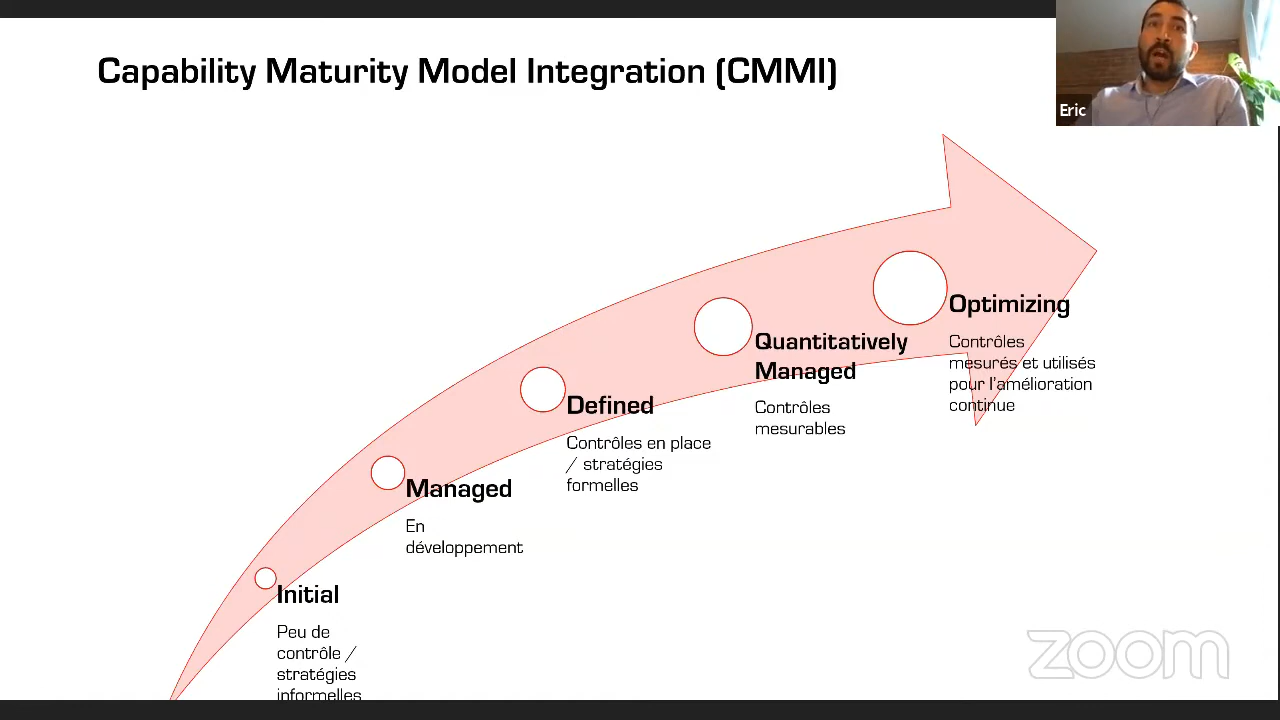 Capability Maturity Model Integration (CMMI)
Eric
Optimizing
Contrôles
mesurés et utilisés
pour l'amélioration
continue
Quantitatively
Managed
Contrôles
mesurables
Defined
Contrôles en place
/ stratégies
formelles
Managed
En
développement
Initial
Peu de
contrôle /
stratégies
informelles
zoom